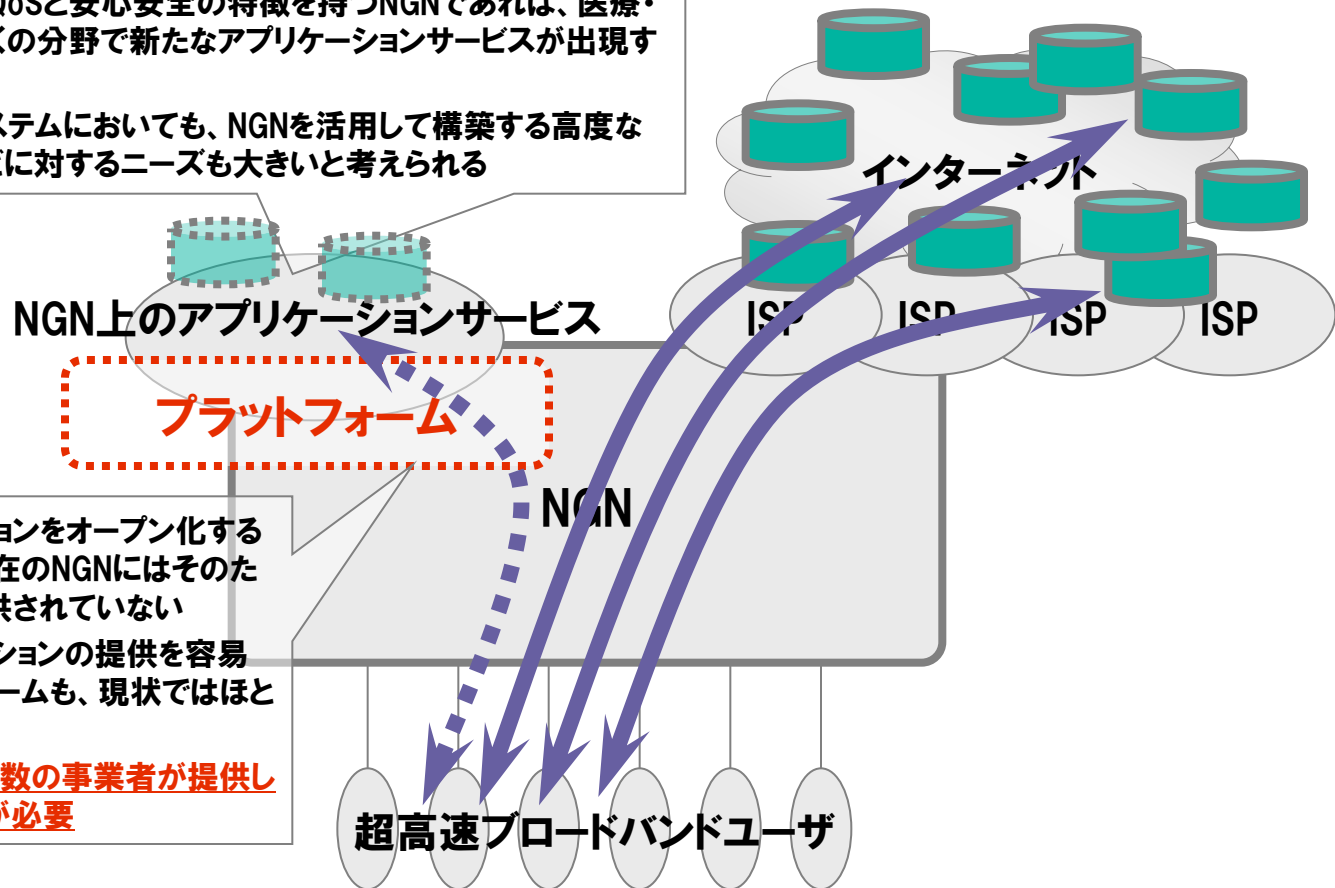 QoSと安心安全の特徴を持つNGNであれば、医療・
くの分野で新たなアプリケーションサービスが出現す
ステムにおいても、NGNを活用して構築する高度な
に対するニーズも大きいと考えられる
インターネット
NGN上のアプリケーションサービス
ISP
ISP
ISP
ISP
プラットフォーム
NGN
ションをオープン化する
在のNGNにはそのた
供されていない
ションの提供を容易
ームも、現状ではほと
数の事業者が提供し
が必要
超高速ブロードバンドユーザ